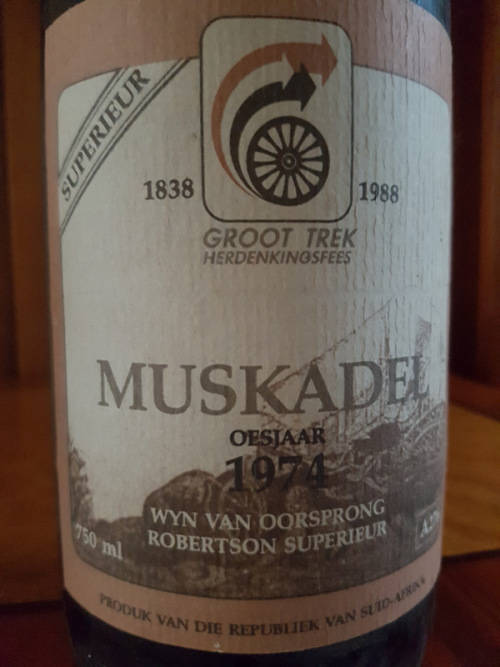 SUPERIEUR
1838 1988
GROOT TREK
HERDENKINGSFEES
MUSKADEL
OESJAAR
1974
WYN VAN OORSPRONG
ROBERTSON SUPERIEUR
750 ml
PRODUK VAN DIE REPUBLIEK VAN SUID-AFRIKA